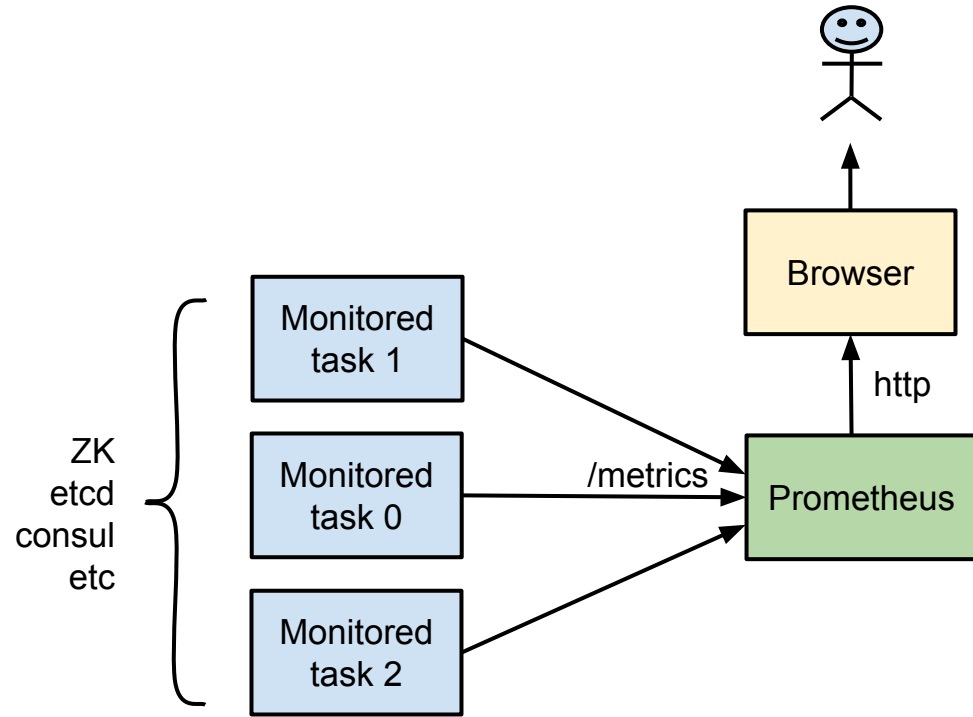 Browser
http
Monitored
task 1
ZK
etcd
consul
etc
Monitored
task 0
/metrics
Prometheus
Monitored
task 2